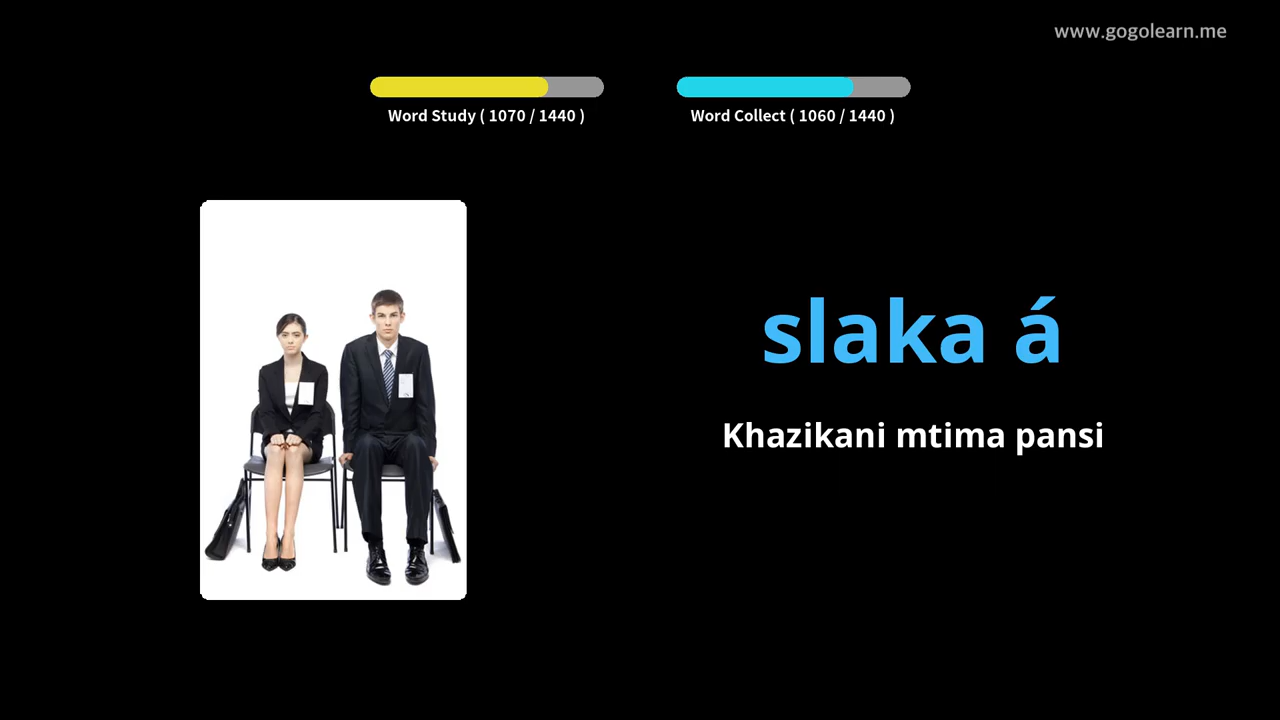 www.gogolearn.me
Word Study ( 1070 / 1440 )
Word Collect ( 1060 / 1440 )
slaka á
Khazikani mtima pansi